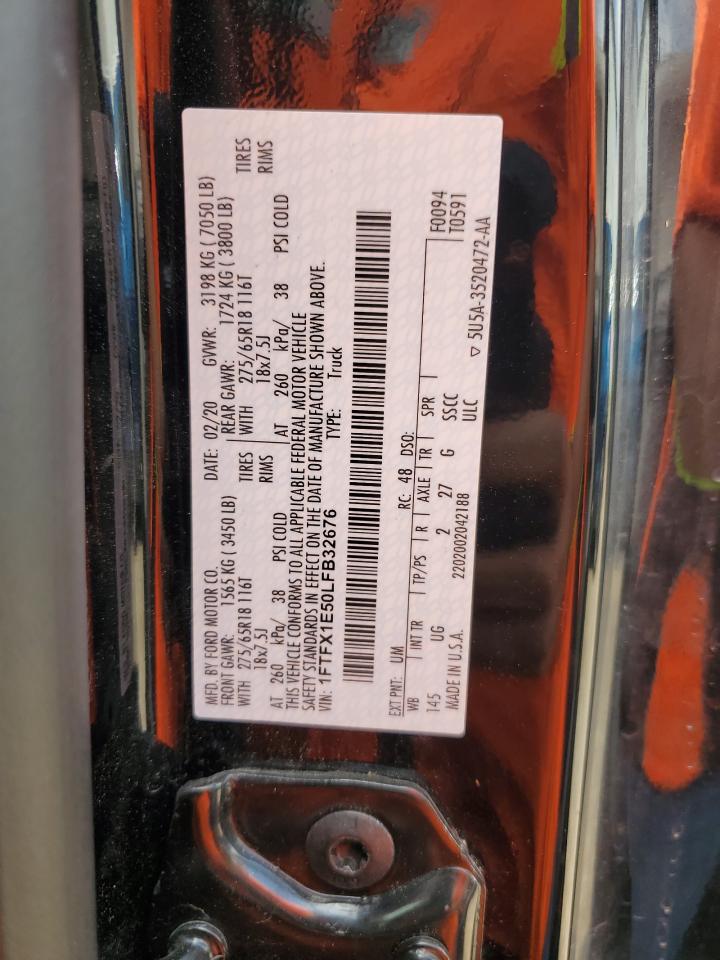 MFD. BY FORD MOTOR CO. DATE: 02/20 GVWR: 3198 KG ( 7050 LB)
FRONT GAWR: 1565 KG ( 3450 LB) REAR GAWR: 1724 KG ( 3800 LB)
WITH 275/65R18 116T TIRES WITH 275/65R18 116T TIRES
18x7.5J RIMS 18x7.5J RIMS
AT 260 kPa/ 38 PSI COLD AT 260 kPa/ 38 PSI COLD
THIS VEHICLE CONFORMS TO ALL APPLICABLE FEDERAL MOTOR VEHICLE
SAFETY STANDARDS IN EFFECT ON THE DATE OF MANUFACTURE SHOWN ABOVE.
VIN: 1FTFX1E50LFB32676 TYPE: Truck
EXT PNT: UM RC: 48 DSO: F0094
WB INT TR TP/PS R AXLE TR SPR T0591
145 UG 2 27 G SSCC
MADE IN U.S.A. 2202002042188 ULC ▽ 5U5A-3520472-AA